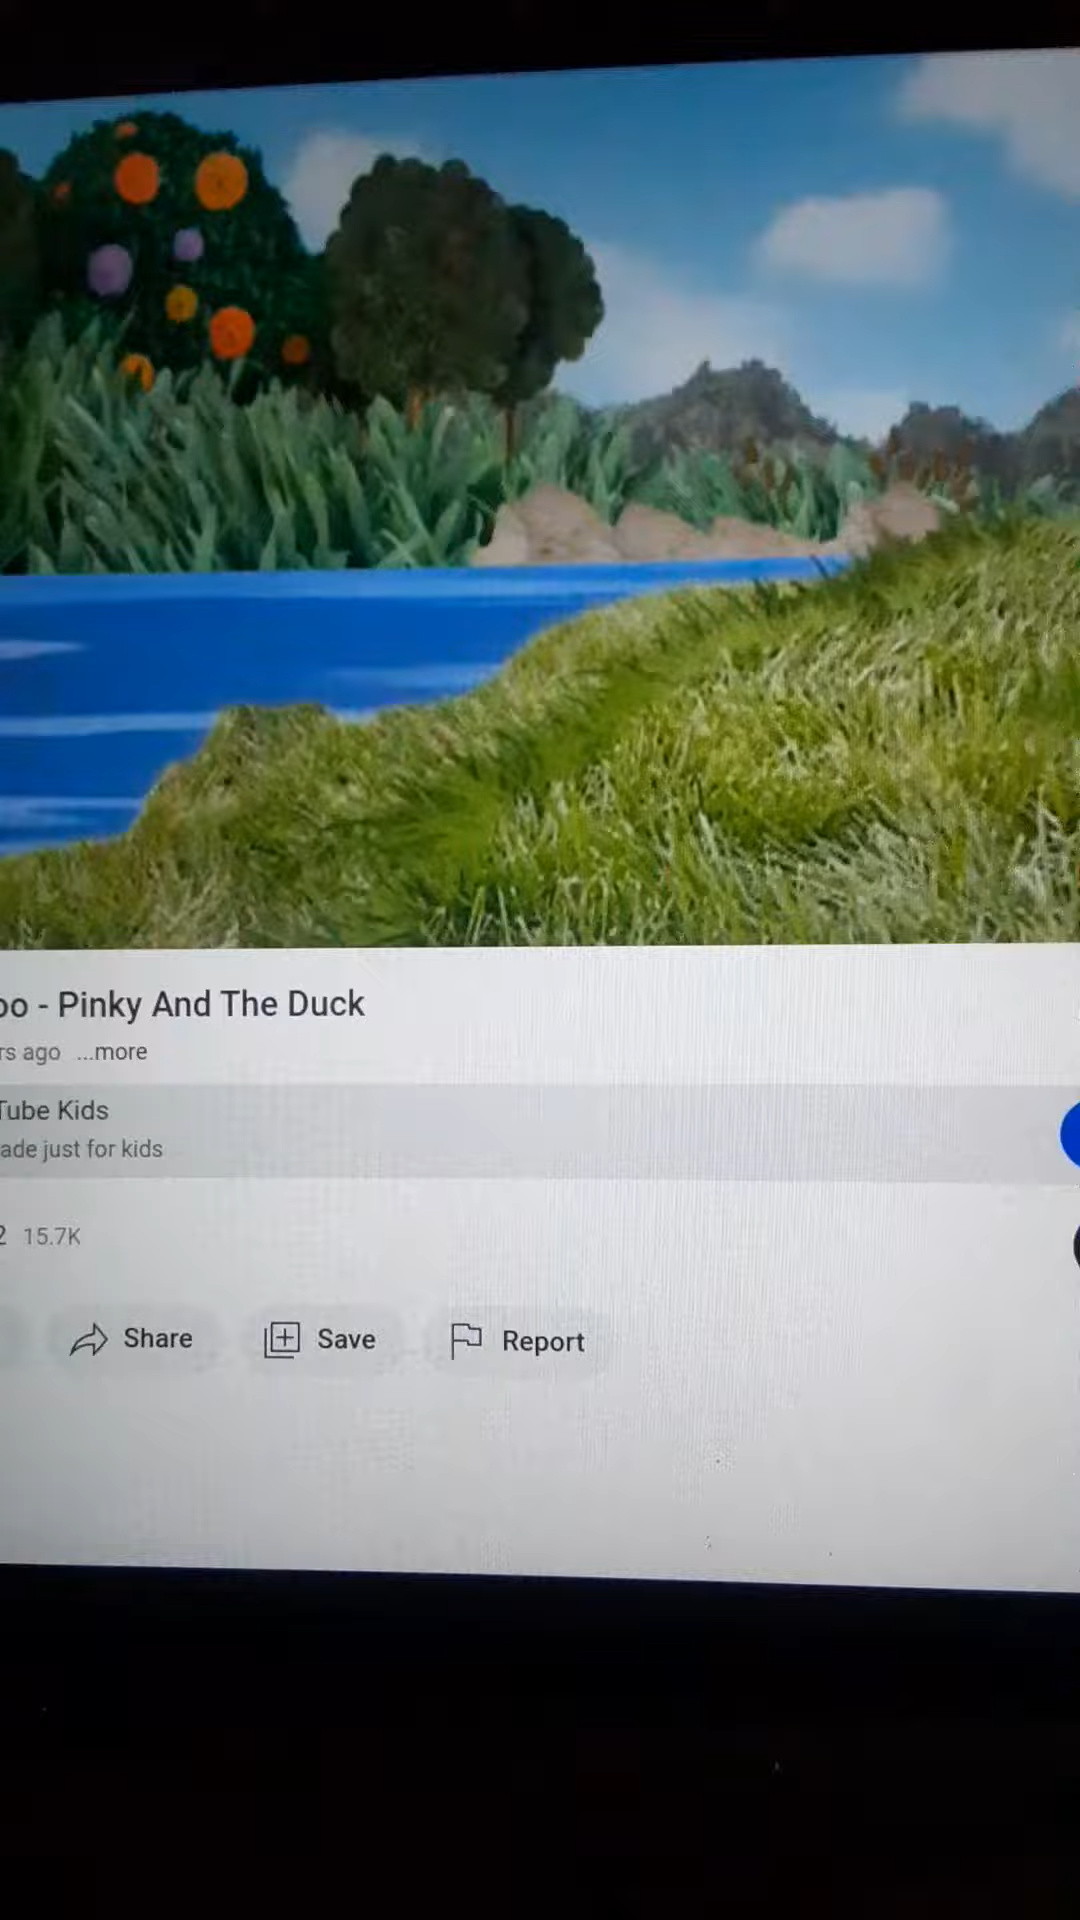 oo - Pinky And The Duck
rs ago ...more
Tube Kids
ade just for kids
2 15.7K
Share Save Report